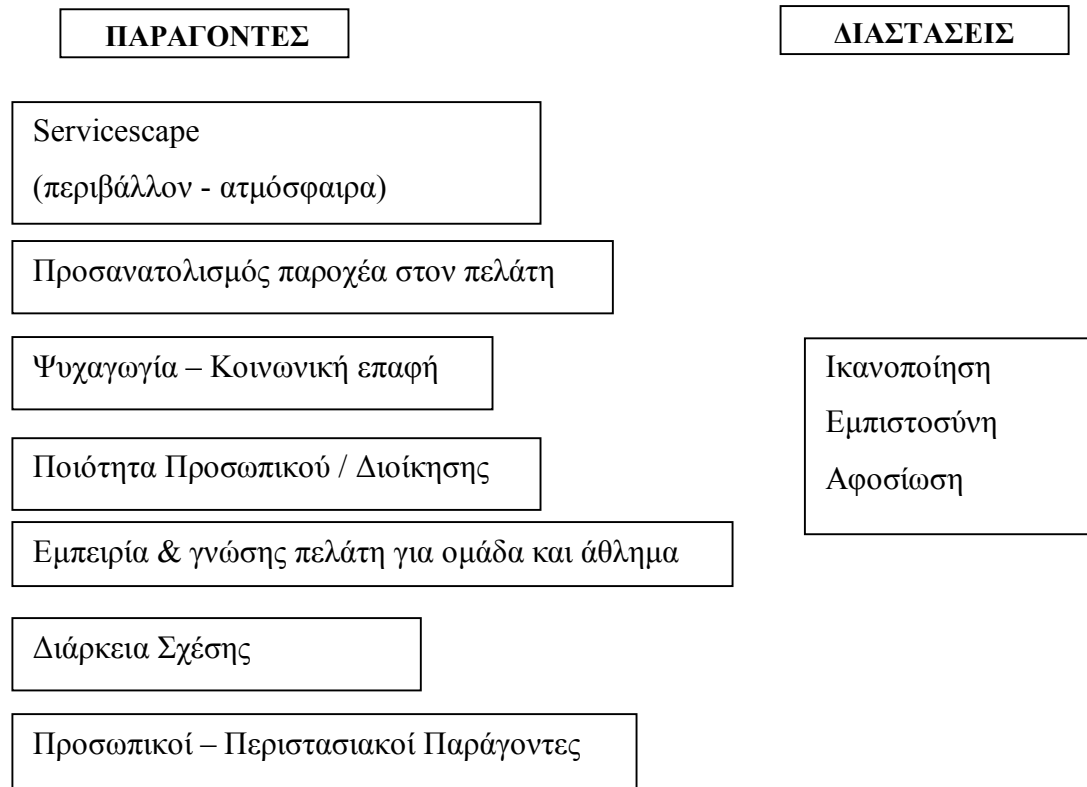 ΠΑΡΑΓΟΝΤΕΣ
ΔΙΑΣΤΑΣΕΙΣ
Servicescape
(περιβάλλον - ατμόσφαιρα)
Προσανατολισμός παροχέα στον πελάτη
Ψυχαγωγία – Κοινωνική επαφή
Ποιότητα Προσωπικού / Διοίκησης
Εμπειρία & γνώσης πελάτη για ομάδα και άθλημα
Διάρκεια Σχέσης
Προσωπικοί – Περιστασιακοί Παράγοντες
Ικανοποίηση
Εμπιστοσύνη
Αφοσίωση